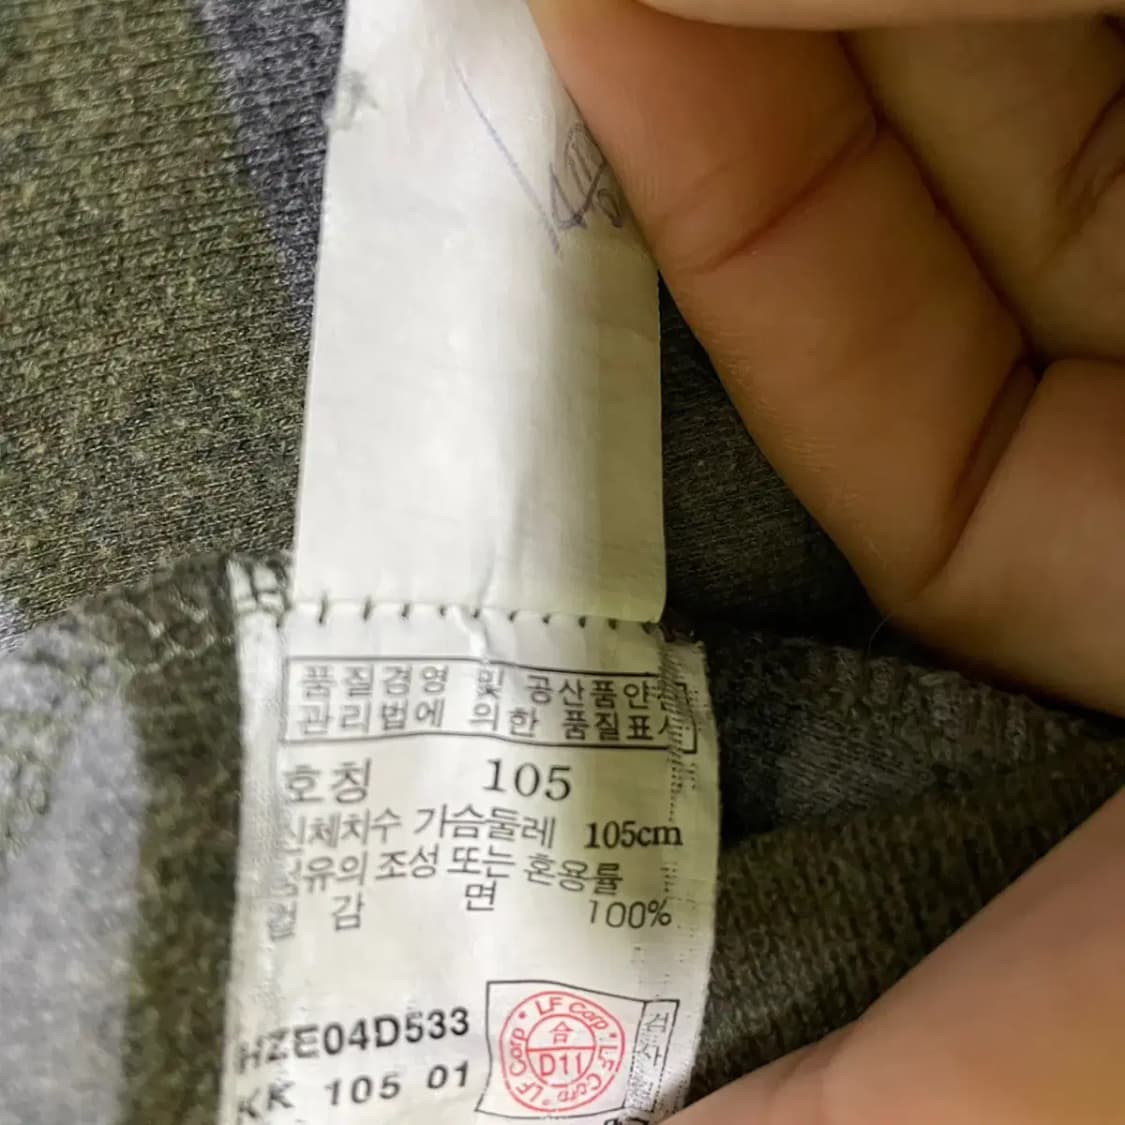 품질경영 및 공산품안전
관리법에 의한 품질표시
호칭 105
신체치수 가슴둘레 105cm
섬유의 조성 또는 혼용률
겉감 면 100%
HZE04D533
KK 105 01
LF Corp · LF Corp · LF Corp
合
D11
검사필